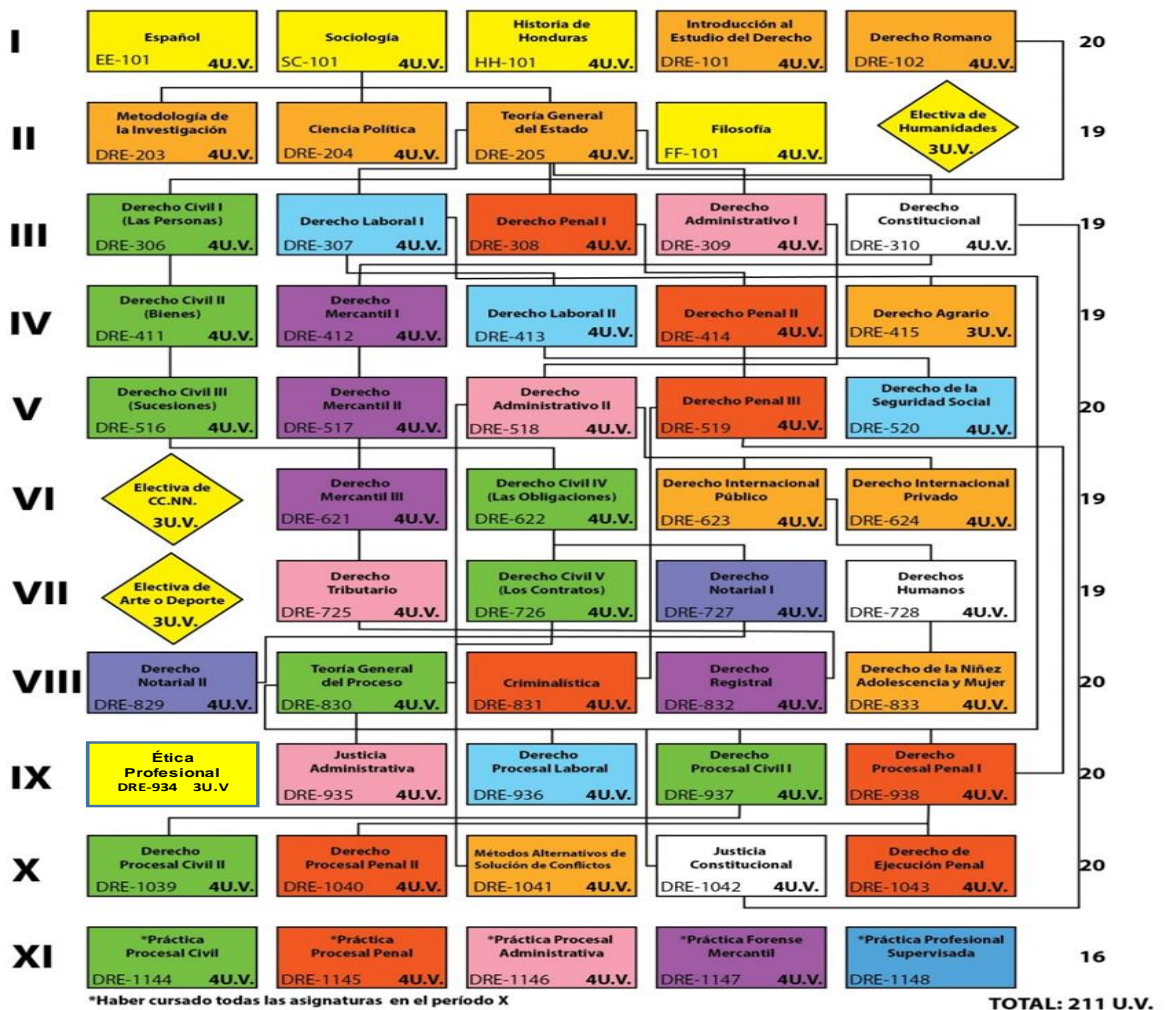 I
Español
EE-101 4U.V.
Sociología
SC-101 4U.V.
Historia de
Honduras
HH-101 4U.V.
Introducción al
Estudio del Derecho
DRE-101 4U.V.
Derecho Romano
DRE-102 4U.V.
20
II
Metodología de
la Investigación
DRE-203 4U.V.
Ciencia Política
DRE-204 4U.V.
Teoría General
del Estado
DRE-205 4U.V.
Filosofía
FF-101 4U.V.
Electiva de
Humanidades
3U.V.
19
III
Derecho Civil I
(Las Personas)
DRE-306 4U.V.
Derecho Laboral I
DRE-307 4U.V.
Derecho Penal I
DRE-308 4U.V.
Derecho
Administrativo I
DRE-309 4U.V.
Derecho
Constitucional
DRE-310 4U.V.
19
IV
Derecho Civil II
(Bienes)
DRE-411 4U.V.
Derecho
Mercantil I
DRE-412 4U.V.
Derecho Laboral II
DRE-413 4U.V.
Derecho Penal II
DRE-414 4U.V.
Derecho Agrario
DRE-415 3U.V.
19
V
Derecho Civil III
(Sucesiones)
DRE-516 4U.V.
Derecho
Mercantil II
DRE-517 4U.V.
Derecho
Administrativo II
DRE-518 4U.V.
Derecho Penal III
DRE-519 4U.V.
Derecho de la
Seguridad Social
DRE-520 4U.V.
20
VI
Electiva de
CC.NN.
3U.V.
Derecho
Mercantil III
DRE-621 4U.V.
Derecho Civil IV
(Las Obligaciones)
DRE-622 4U.V.
Derecho Internacional
Público
DRE-623 4U.V.
Derecho Internacional
Privado
DRE-624 4U.V.
19
VII
Electiva de
Arte o Deporte
3U.V.
Derecho
Tributario
DRE-725 4U.V.
Derecho Civil V
(Los Contratos)
DRE-726 4U.V.
Derecho
Notarial I
DRE-727 4U.V.
Derechos
Humanos
DRE-728 4U.V.
19
VIII
Derecho
Notarial II
DRE-829 4U.V.
Teoría General
del Proceso
DRE-830 4U.V.
Criminalística
DRE-831 4U.V.
Derecho
Registral
DRE-832 4U.V.
Derecho de la Niñez
Adolescencia y Mujer
DRE-833 4U.V.
20
IX
Ética
Profesional
DRE-934 3U.V
Justicia
Administrativa
DRE-935 4U.V.
Derecho
Procesal Laboral
DRE-936 4U.V.
Derecho
Procesal Civil I
DRE-937 4U.V.
Derecho
Procesal Penal I
DRE-938 4U.V.
20
X
Derecho
Procesal Civil II
DRE-1039 4U.V.
Derecho
Procesal Penal II
DRE-1040 4U.V.
Métodos Alternativos de
Solución de Conflictos
DRE-1041 4U.V.
Justicia
Constitucional
DRE-1042 4U.V.
Derecho de
Ejecución Penal
DRE-1043 4U.V.
20
XI
*Práctica
Procesal Civil
DRE-1144 4U.V.
*Práctica
Procesal Penal
DRE-1145 4U.V.
*Práctica Procesal
Administrativa
DRE-1146 4U.V.
*Práctica Forense
Mercantil
DRE-1147 4U.V.
*Práctica Profesional
Supervisada
DRE-1148
16
*Haber cursado todas las asignaturas en el período X
TOTAL: 211 U.V.